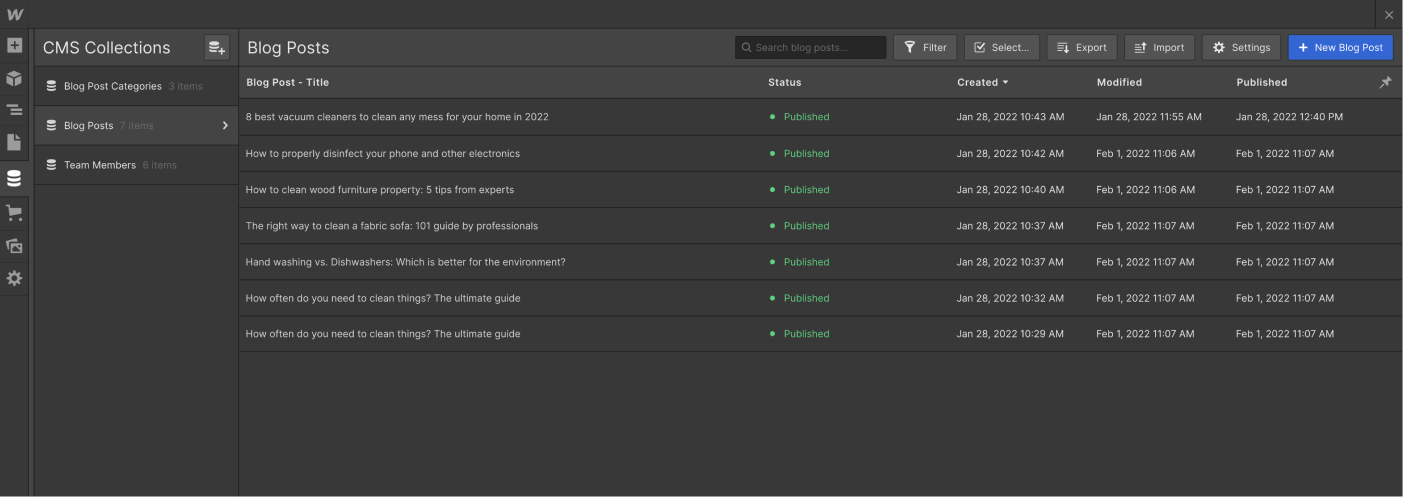 CMS Collections
Blog Posts
Search blog posts...
Filter
Select...
Export
Import
Settings
+ New Blog Post
Blog Post Categories 3 items
Blog Posts 7 items
Team Members 6 items
Blog Post - Title Status Created Modified Published
8 best vacuum cleaners to clean any mess for your home in 2022 Published Jan 28, 2022 10:43 AM Jan 28, 2022 11:55 AM Jan 28, 2022 12:40 PM
How to properly disinfect your phone and other electronics Published Jan 28, 2022 10:42 AM Feb 1, 2022 11:06 AM Feb 1, 2022 11:07 AM
How to clean wood furniture property: 5 tips from experts Published Jan 28, 2022 10:40 AM Feb 1, 2022 11:06 AM Feb 1, 2022 11:07 AM
The right way to clean a fabric sofa: 101 guide by professionals Published Jan 28, 2022 10:37 AM Feb 1, 2022 11:07 AM Feb 1, 2022 11:07 AM
Hand washing vs. Dishwashers: Which is better for the environment? Published Jan 28, 2022 10:37 AM Feb 1, 2022 11:07 AM Feb 1, 2022 11:07 AM
How often do you need to clean things? The ultimate guide Published Jan 28, 2022 10:32 AM Feb 1, 2022 11:07 AM Feb 1, 2022 11:07 AM
How often do you need to clean things? The ultimate guide Published Jan 28, 2022 10:29 AM Feb 1, 2022 11:07 AM Feb 1, 2022 11:07 AM